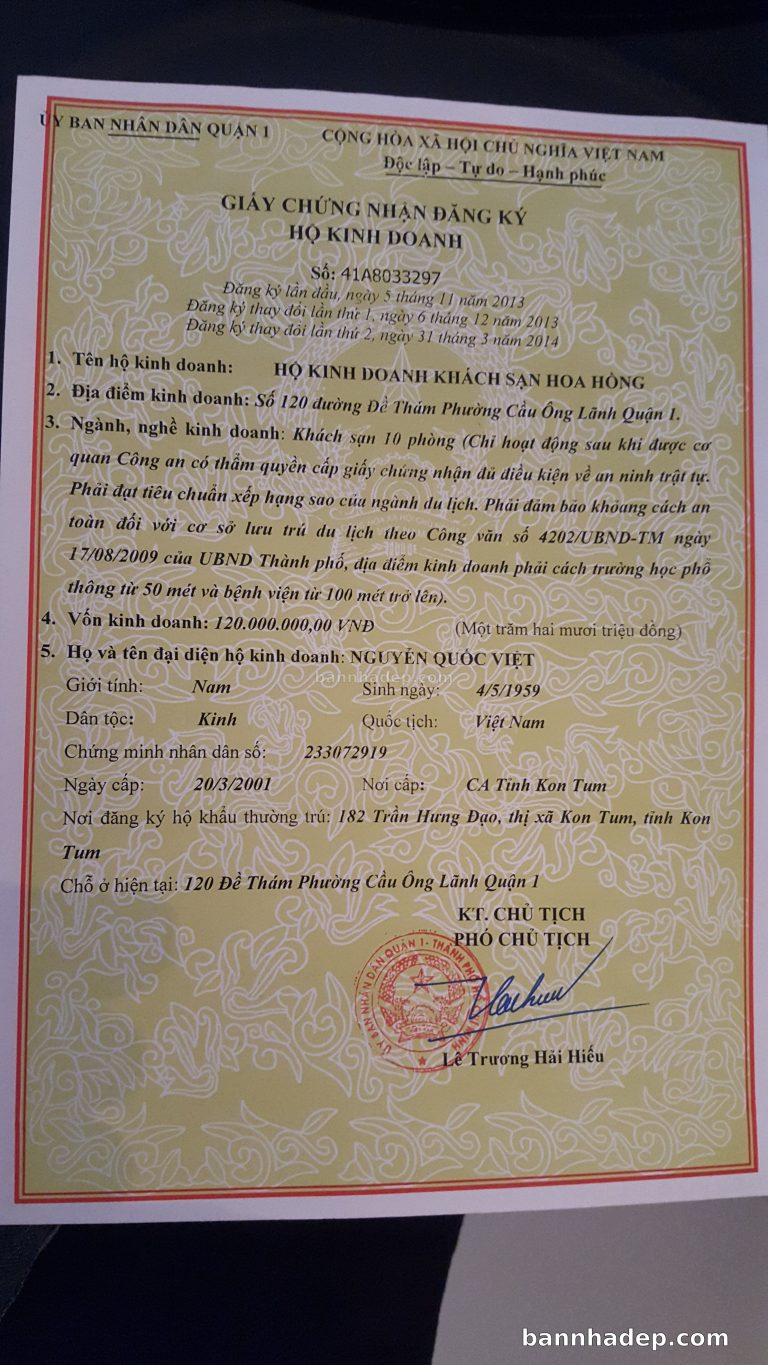 ỦY BAN NHÂN DÂN QUẬN 1
CỘNG HÒA XÃ HỘI CHỦ NGHĨA VIỆT NAM
Độc lập – Tự do – Hạnh phúc
GIẤY CHỨNG NHẬN ĐĂNG KÝ
HỘ KINH DOANH
Số: 41A8033297
Đăng ký lần đầu, ngày 5 tháng 11 năm 2013
Đăng ký thay đổi lần thứ 1, ngày 6 tháng 12 năm 2013
Đăng ký thay đổi lần thứ 2, ngày 31 tháng 3 năm 2014
1. Tên hộ kinh doanh: HỘ KINH DOANH KHÁCH SẠN HOA HỒNG
2. Địa điểm kinh doanh: Số 120 đường Đề Thám Phường Cầu Ông Lãnh Quận 1.
3. Ngành, nghề kinh doanh: Khách sạn 10 phòng (Chỉ hoạt động sau khi được cơ
quan Công an có thẩm quyền cấp giấy chứng nhận đủ điều kiện về an ninh trật tự.
Phải đạt tiêu chuẩn xếp hạng sao của ngành du lịch. Phải đảm bảo khoảng cách an
toàn đối với cơ sở lưu trú du lịch theo Công văn số 4202/UBND-TM ngày
17/08/2009 của UBND Thành phố, địa điểm kinh doanh phải cách trường học phổ
thông từ 50 mét và bệnh viện từ 100 mét trở lên).
4. Vốn kinh doanh: 120.000.000,00 VNĐ (Một trăm hai mươi triệu đồng)
5. Họ và tên đại diện hộ kinh doanh: NGUYỄN QUỐC VIỆT
bannhadep.com
Giới tính: Nam Sinh ngày: 4/5/1959
Dân tộc: Kinh Quốc tịch: Việt Nam
Chứng minh nhân dân số: 233072919
Ngày cấp: 20/3/2001 Nơi cấp: CA Tỉnh Kon Tum
Nơi đăng ký hộ khẩu thường trú: 182 Trần Hưng Đạo, thị xã Kon Tum, tỉnh Kon
Tum
Chỗ ở hiện tại: 120 Đề Thám Phường Cầu Ông Lãnh Quận 1
KT. CHỦ TỊCH
PHÓ CHỦ TỊCH
ỦY BAN NHÂN DÂN QUẬN 1 - THÀNH PHỐ
Lê Trương Hải Hiếu
bannhadep.com